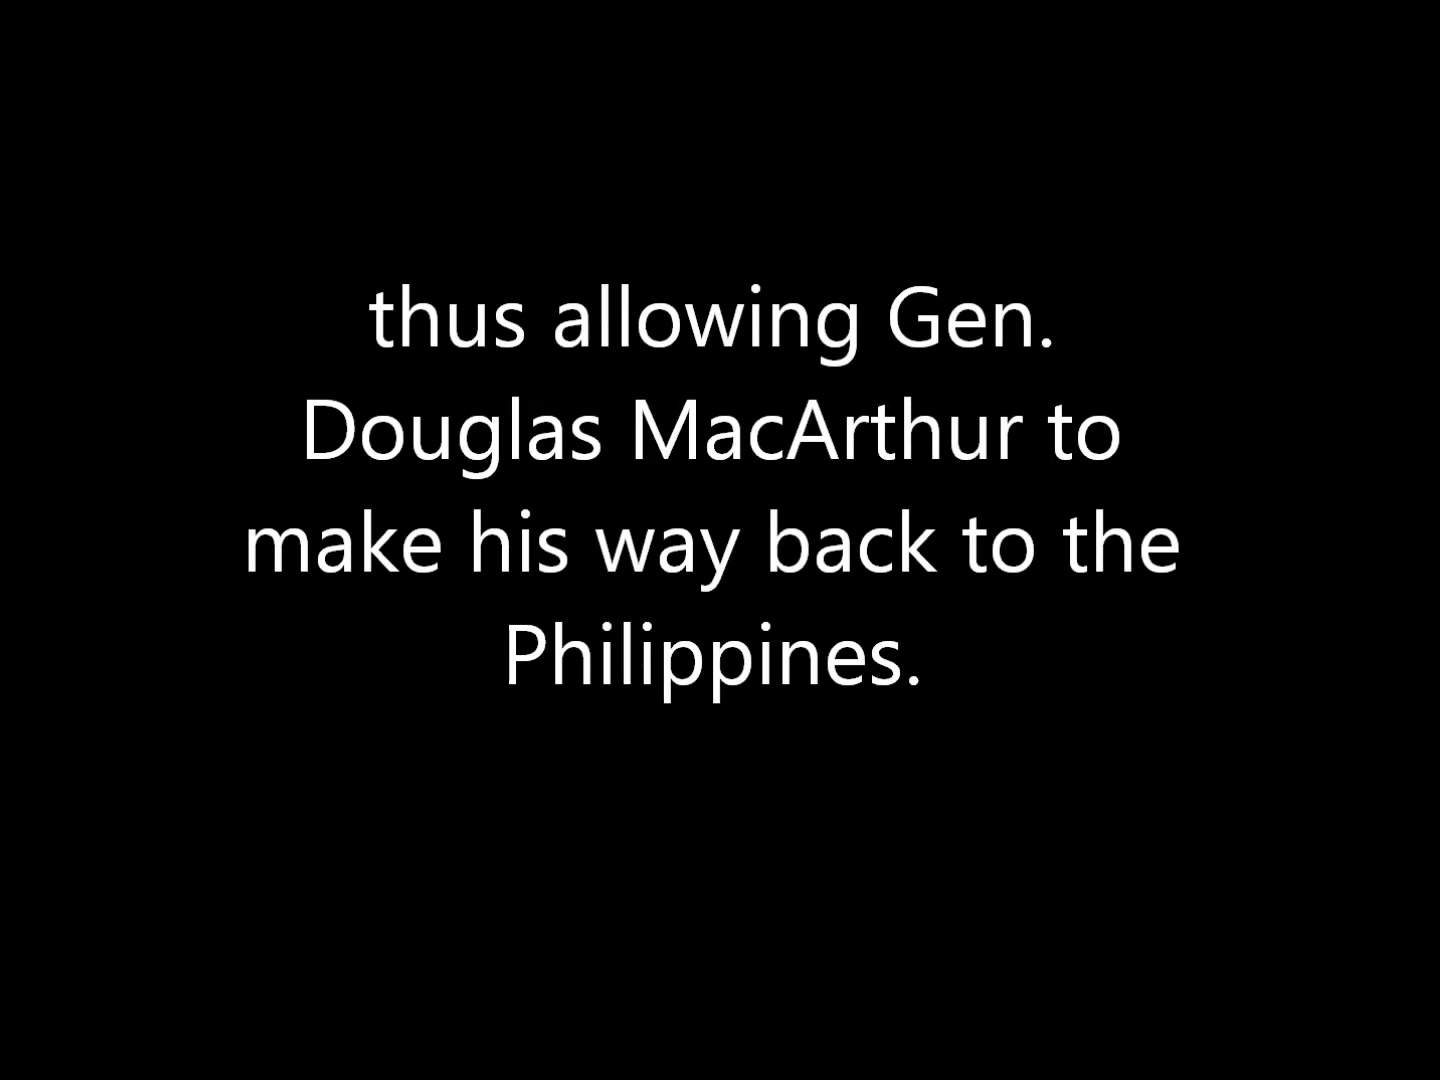 thus allowing Gen.
Douglas MacArthur to
make his way back to the
Philippines.